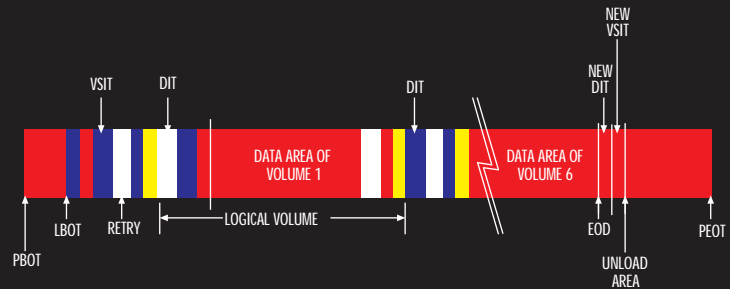 NEW
VSIT
NEW
DIT
VSIT
DIT
DIT
DATA AREA OF
VOLUME 1
DATA AREA OF
VOLUME 6
LOGICAL VOLUME
LBOT
RETRY
EOD
PEOT
PBOT
UNLOAD
AREA